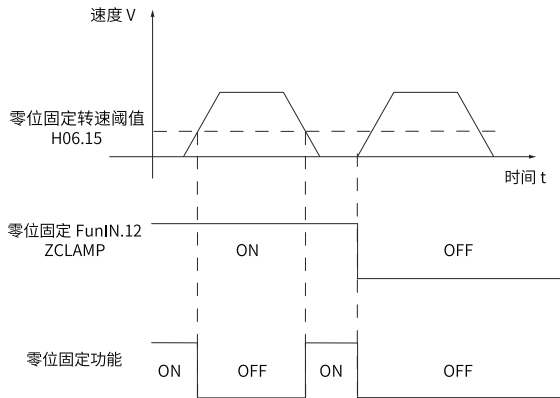 速度 V
零位固定转速阈值
H06.15
时间 t
零位固定 FunIN.12
ZCLAMP
ON
OFF
零位固定功能
ON
OFF
ON
OFF